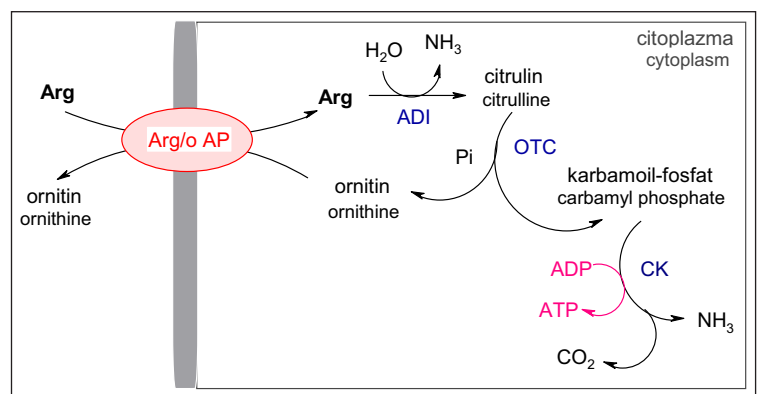 citoplazma
cytoplasm
H₂O
NH₃
citrulin
citrulline
Arg
Arg
ADI
Arg/o AP
Pi
OTC
ornitin
ornithine
ornitin
ornithine
karbamoil-fosfat
carbamyl phosphate
ADP
CK
ATP
NH₃
CO₂